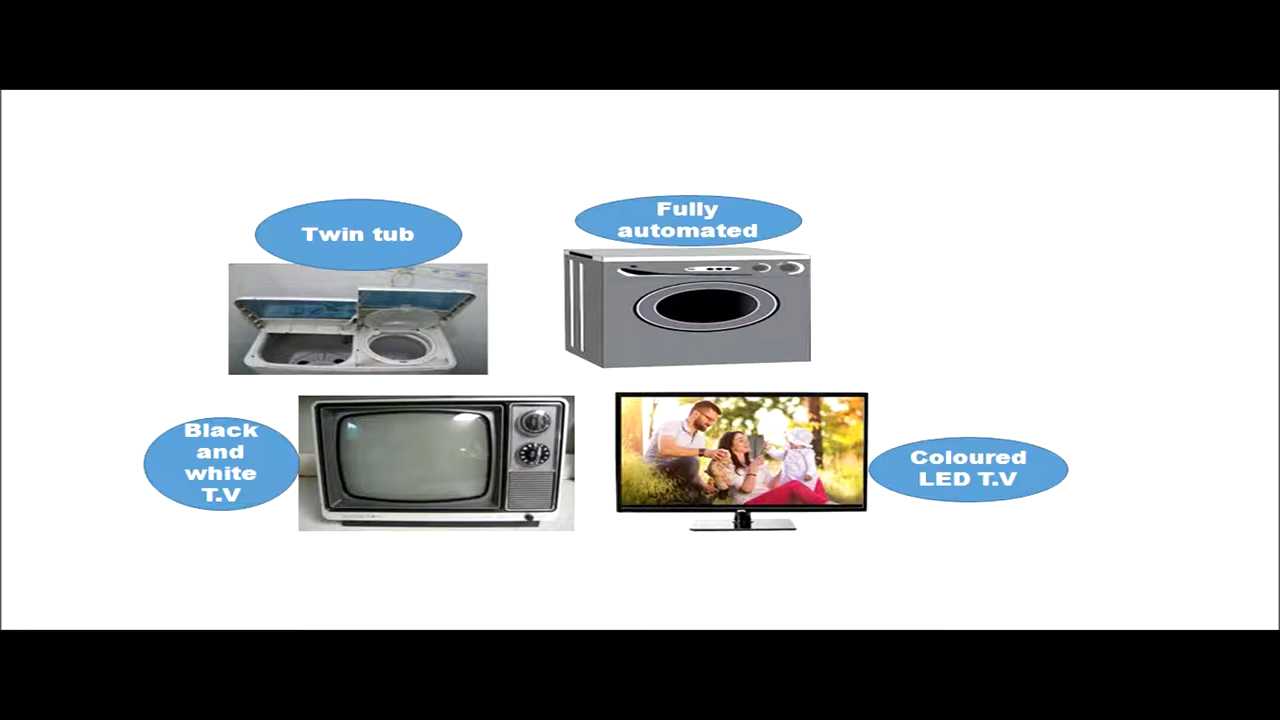 Twin tub
Fully
automated
Black
and
white
T.V
Coloured
LED T.V